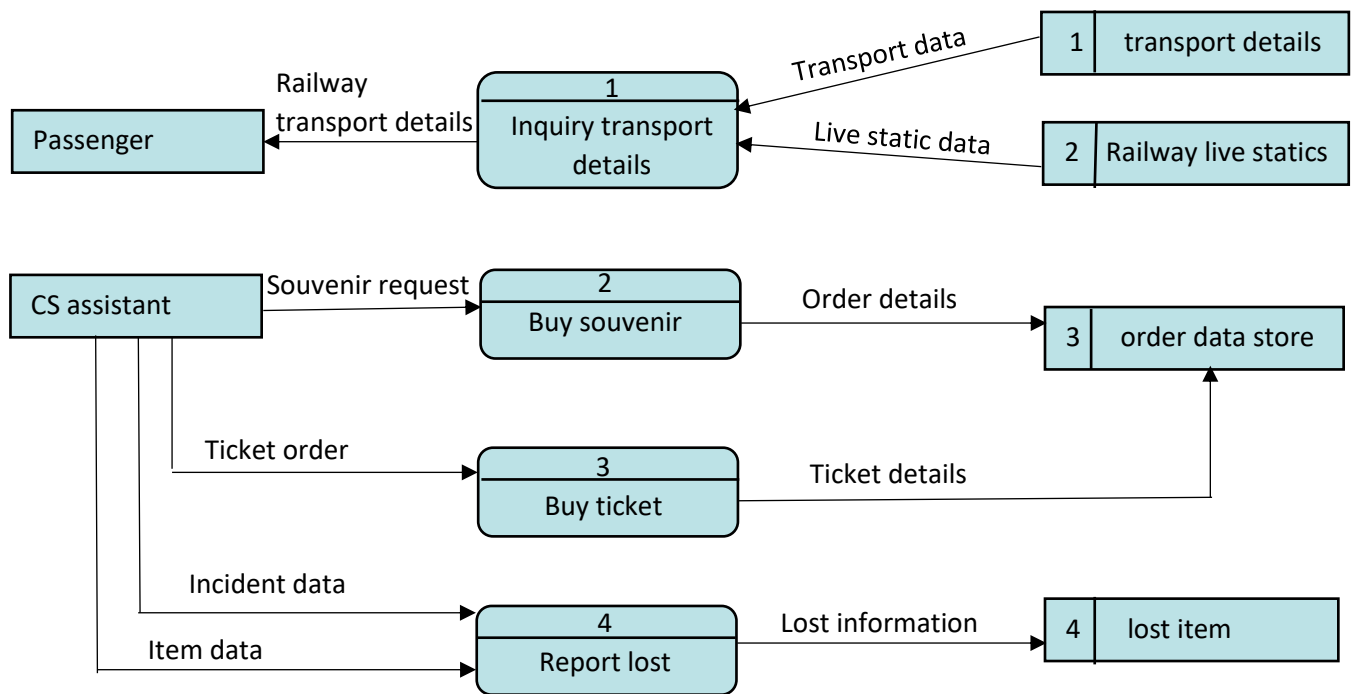 Transport data
1 transport details
Railway
transport details
1
Inquiry transport
details
Passenger
Live static data
2 Railway live statics
CS assistant
Souvenir request
2
Buy souvenir
Order details
3 order data store
Ticket order
3
Buy ticket
Ticket details
Incident data
Item data
4
Report lost
Lost information
4 lost item